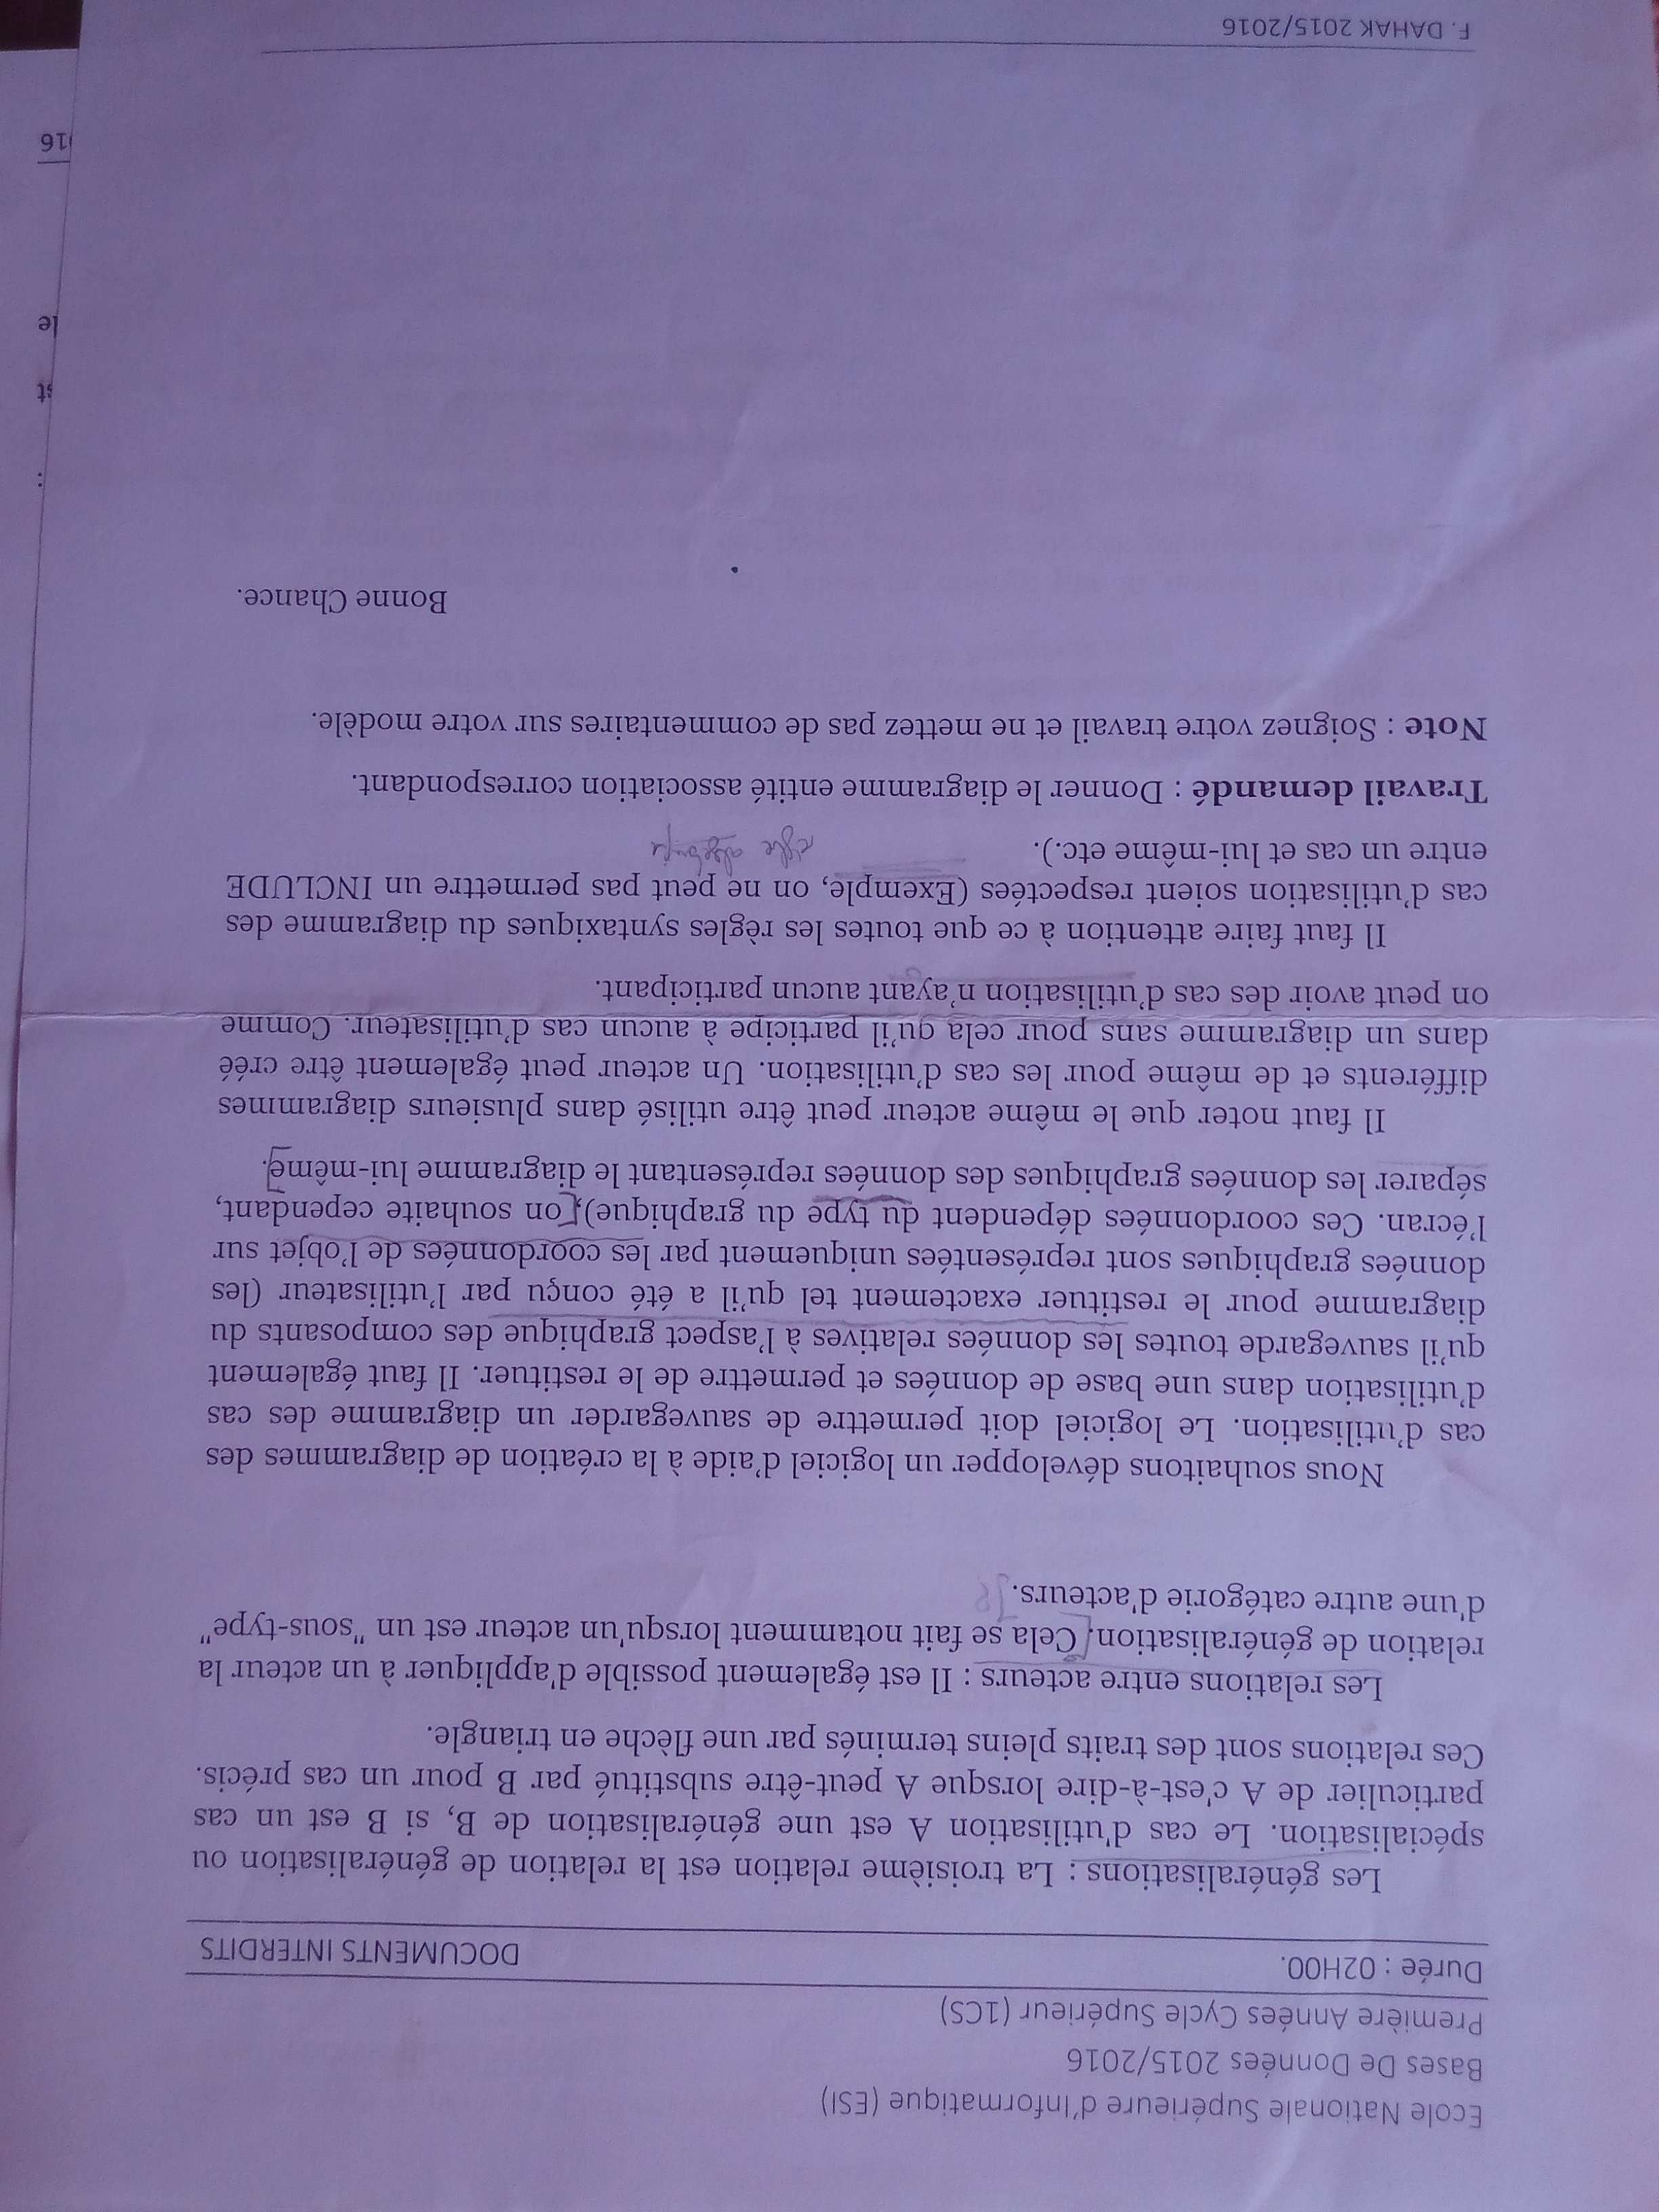 Ecole Nationale Supérieure d'Informatique (ESI)
Bases De Données 2015/2016
Première Années Cycle Supérieur (1CS)
Durée : 02H00. DOCUMENTS INTERDITS
Les généralisations : La troisième relation est la relation de généralisation ou
spécialisation. Le cas d'utilisation A est une généralisation de B, si B est un cas
particulier de A c'est-à-dire lorsque A peut-être substitué par B pour un cas précis.
Ces relations sont des traits pleins terminés par une flèche en triangle.
Les relations entre acteurs : Il est également possible d'appliquer à un acteur la
relation de généralisation. Cela se fait notamment lorsqu'un acteur est un "sous-type"
d'une autre catégorie d'acteurs.
Nous souhaitons développer un logiciel d'aide à la création de diagrammes des
cas d'utilisation. Le logiciel doit permettre de sauvegarder un diagramme des cas
d'utilisation dans une base de données et permettre de le restituer. Il faut également
qu'il sauvegarde toutes les données relatives à l'aspect graphique des composants du
diagramme pour le restituer exactement tel qu'il a été conçu par l'utilisateur (les
données graphiques sont représentées uniquement par les coordonnées de l'objet sur
l'écran. Ces coordonnées dépendent du type du graphique), on souhaite cependant,
séparer les données graphiques des données représentant le diagramme lui-même.
Il faut noter que le même acteur peut être utilisé dans plusieurs diagrammes
différents et de même pour les cas d'utilisation. Un acteur peut également être créé
dans un diagramme sans pour cela qu'il participe à aucun cas d'utilisateur. Comme
on peut avoir des cas d'utilisation n'ayant aucun participant.
Il faut faire attention à ce que toutes les règles syntaxiques du diagramme des
cas d'utilisation soient respectées (Exemple, on ne peut pas permettre un INCLUDE
entre un cas et lui-même etc.).
Travail demandé : Donner le diagramme entité association correspondant.
Note : Soignez votre travail et ne mettez pas de commentaires sur votre modèle.
Bonne Chance.
F. DAHAK 2015/2016
:
st
le
16